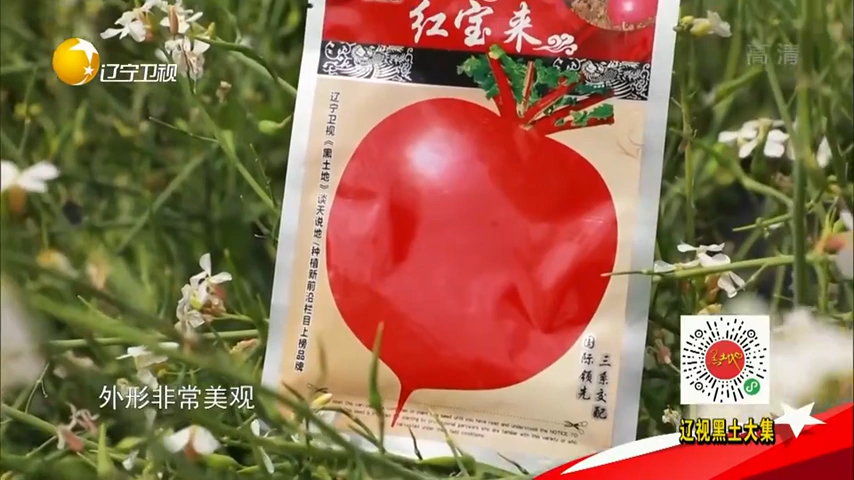 红宝来
辽宁卫视
高清
辽宁卫视《黑土地》谈天说地/种植新前沿栏目上榜品牌
三系交配
国际领先
外形非常美观
辽视黑土大集